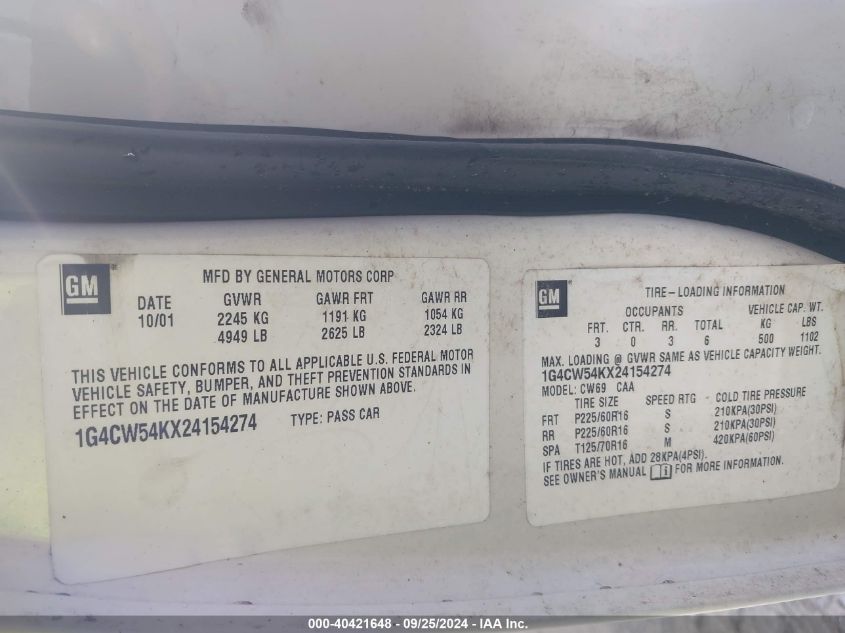 GM
MFD BY GENERAL MOTORS CORP
DATE GVWR GAWR FRT GAWR RR
10/01 2245 KG 1191 KG 1054 KG
4949 LB 2625 LB 2324 LB
THIS VEHICLE CONFORMS TO ALL APPLICABLE U.S. FEDERAL MOTOR
VEHICLE SAFETY, BUMPER, AND THEFT PREVENTION STANDARDS IN
EFFECT ON THE DATE OF MANUFACTURE SHOWN ABOVE.
1G4CW54KX24154274 TYPE: PASS CAR
GM
TIRE-LOADING INFORMATION
OCCUPANTS VEHICLE CAP. WT.
FRT. CTR. RR. TOTAL KG LBS
3 0 3 6 500 1102
MAX. LOADING @ GVWR SAME AS VEHICLE CAPACITY WEIGHT.
1G4CW54KX24154274
MODEL: CW69 CAA
TIRE SIZE SPEED RTG COLD TIRE PRESSURE
FRT P225/60R16 S 210KPA(30PSI)
RR P225/60R16 S 210KPA(30PSI)
SPA T125/70R16 M 420KPA(60PSI)
IF TIRES ARE HOT, ADD 28KPA(4PSI).
SEE OWNER'S MANUAL FOR MORE INFORMATION.
000-40421648 - 09/25/2024 - IAA Inc.